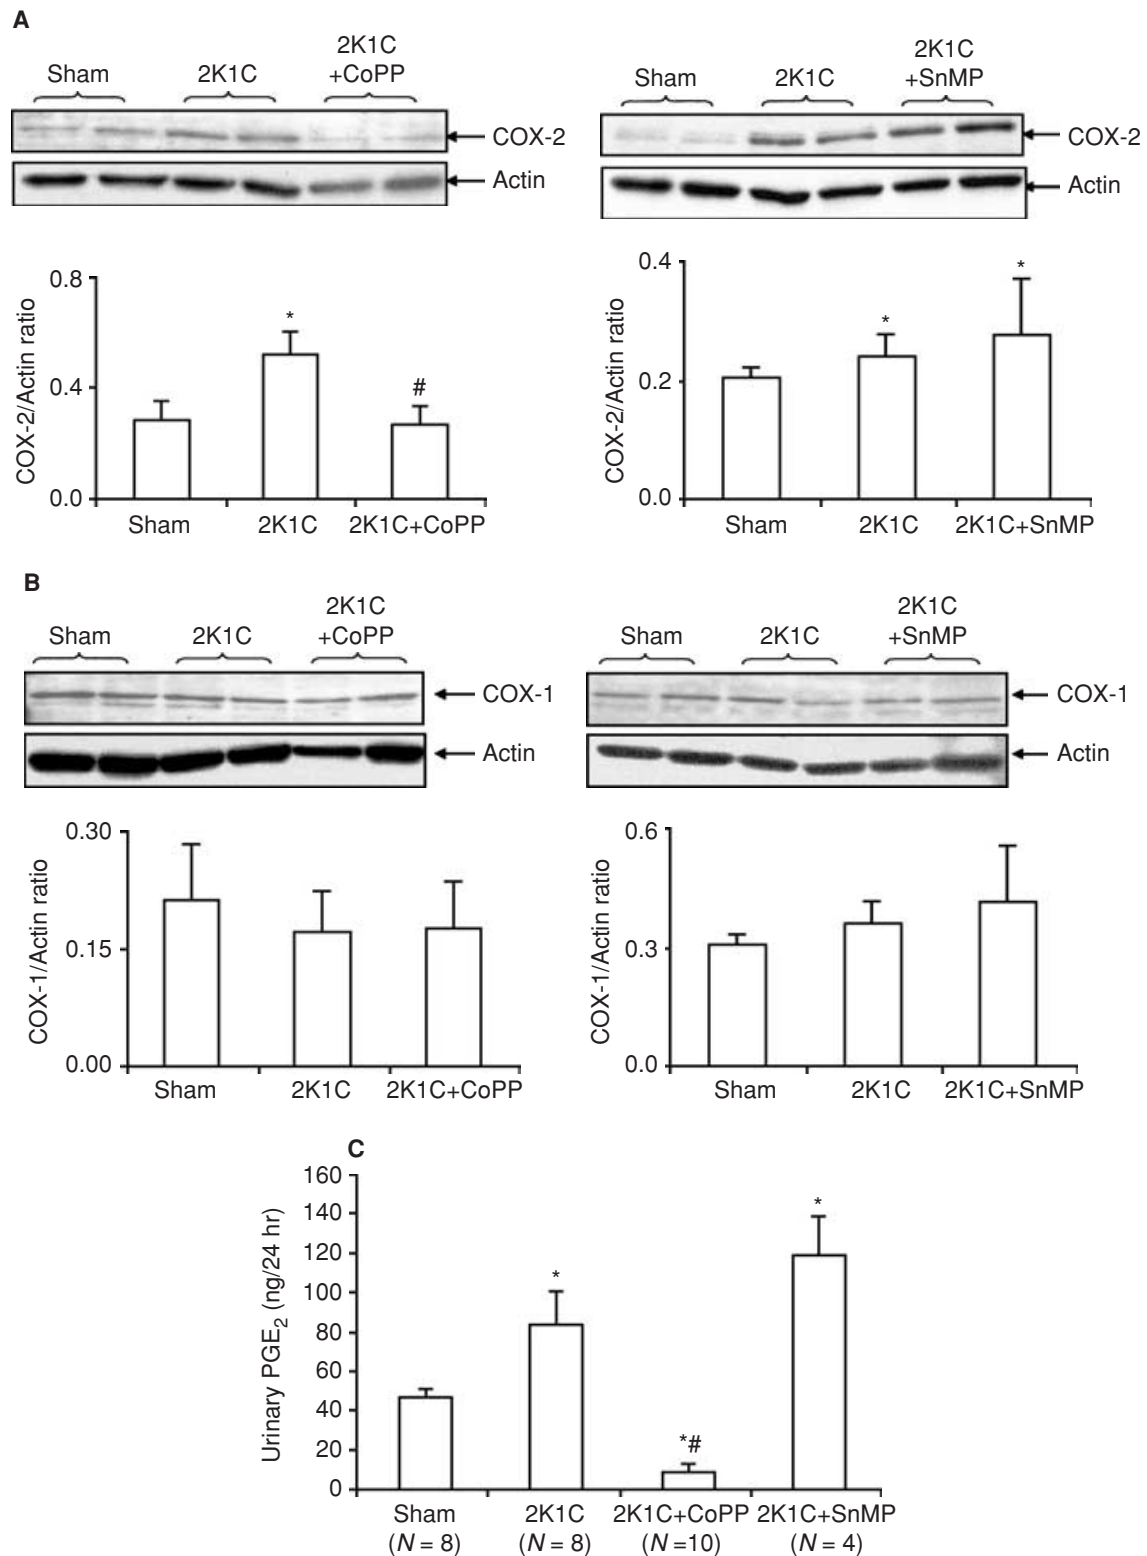 A
Sham 2K1C 2K1C +CoPP
COX-2
Actin
Sham 2K1C 2K1C +SnMP
COX-2
Actin
COX-2/Actin ratio
0.8
0.4
0.0
*
#
Sham 2K1C 2K1C+CoPP
COX-2/Actin ratio
0.4
0.2
0.0
*
*
Sham 2K1C 2K1C+SnMP
B
Sham 2K1C 2K1C +CoPP
COX-1
Actin
Sham 2K1C 2K1C +SnMP
COX-1
Actin
COX-1/Actin ratio
0.30
0.15
0.00
Sham 2K1C 2K1C+CoPP
COX-1/Actin ratio
0.6
0.3
0.0
Sham 2K1C 2K1C+SnMP
C
Urinary PGE2 (ng/24 hr)
160
140
120
100
80
60
40
20
0
*
*#
*
Sham 2K1C 2K1C+CoPP 2K1C+SnMP
(N = 8) (N = 8) (N =10) (N = 4)